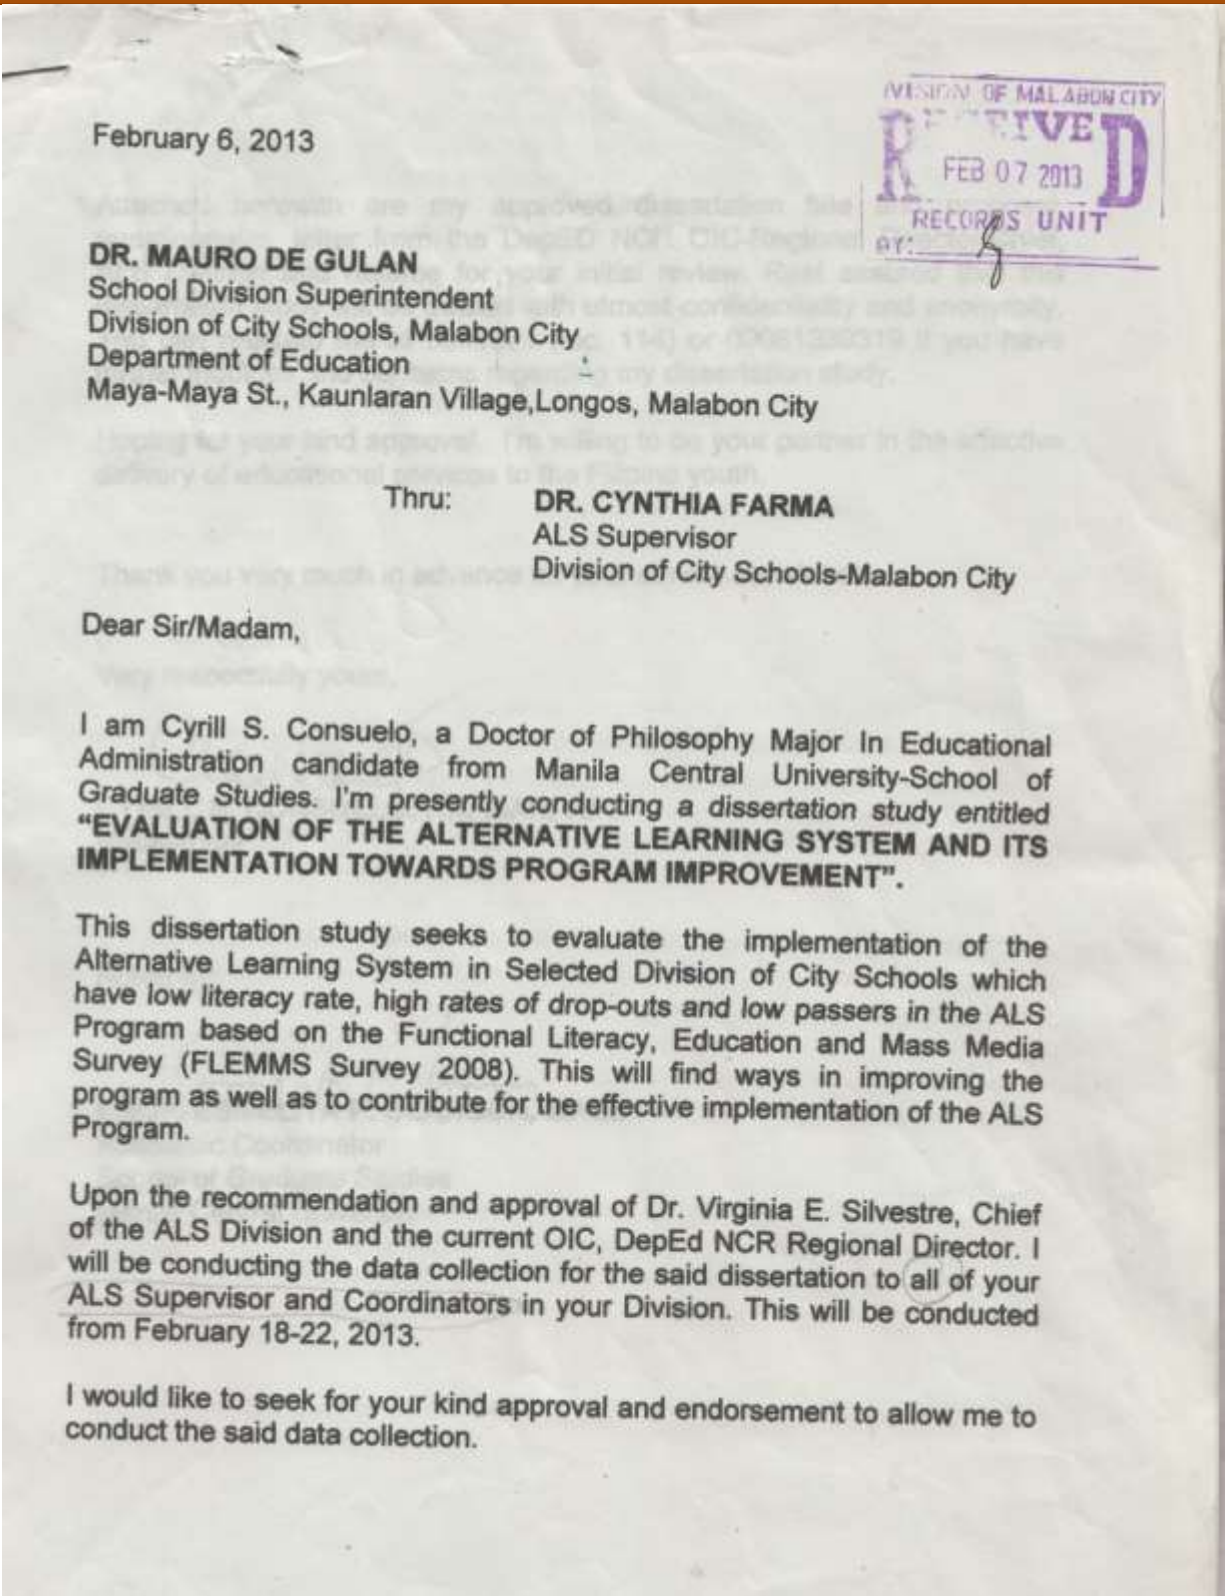 February 6, 2013
DIVISION OF MALABON CITY
RECEIVED
FEB 07 2013
RECORDS UNIT
BY:
DR. MAURO DE GULAN
School Division Superintendent
Division of City Schools, Malabon City
Department of Education
Maya-Maya St., Kaunlaran Village,Longos, Malabon City
Thru: DR. CYNTHIA FARMA
ALS Supervisor
Division of City Schools-Malabon City
Dear Sir/Madam,
I am Cyrill S. Consuelo, a Doctor of Philosophy Major In Educational
Administration candidate from Manila Central University-School of
Graduate Studies. I'm presently conducting a dissertation study entitled
“EVALUATION OF THE ALTERNATIVE LEARNING SYSTEM AND ITS
IMPLEMENTATION TOWARDS PROGRAM IMPROVEMENT”.
This dissertation study seeks to evaluate the implementation of the
Alternative Learning System in Selected Division of City Schools which
have low literacy rate, high rates of drop-outs and low passers in the ALS
Program based on the Functional Literacy, Education and Mass Media
Survey (FLEMMS Survey 2008). This will find ways in improving the
program as well as to contribute for the effective implementation of the ALS
Program.
Upon the recommendation and approval of Dr. Virginia E. Silvestre, Chief
of the ALS Division and the current OIC, DepEd NCR Regional Director. I
will be conducting the data collection for the said dissertation to all of your
ALS Supervisor and Coordinators in your Division. This will be conducted
from February 18-22, 2013.
I would like to seek for your kind approval and endorsement to allow me to
conduct the said data collection.